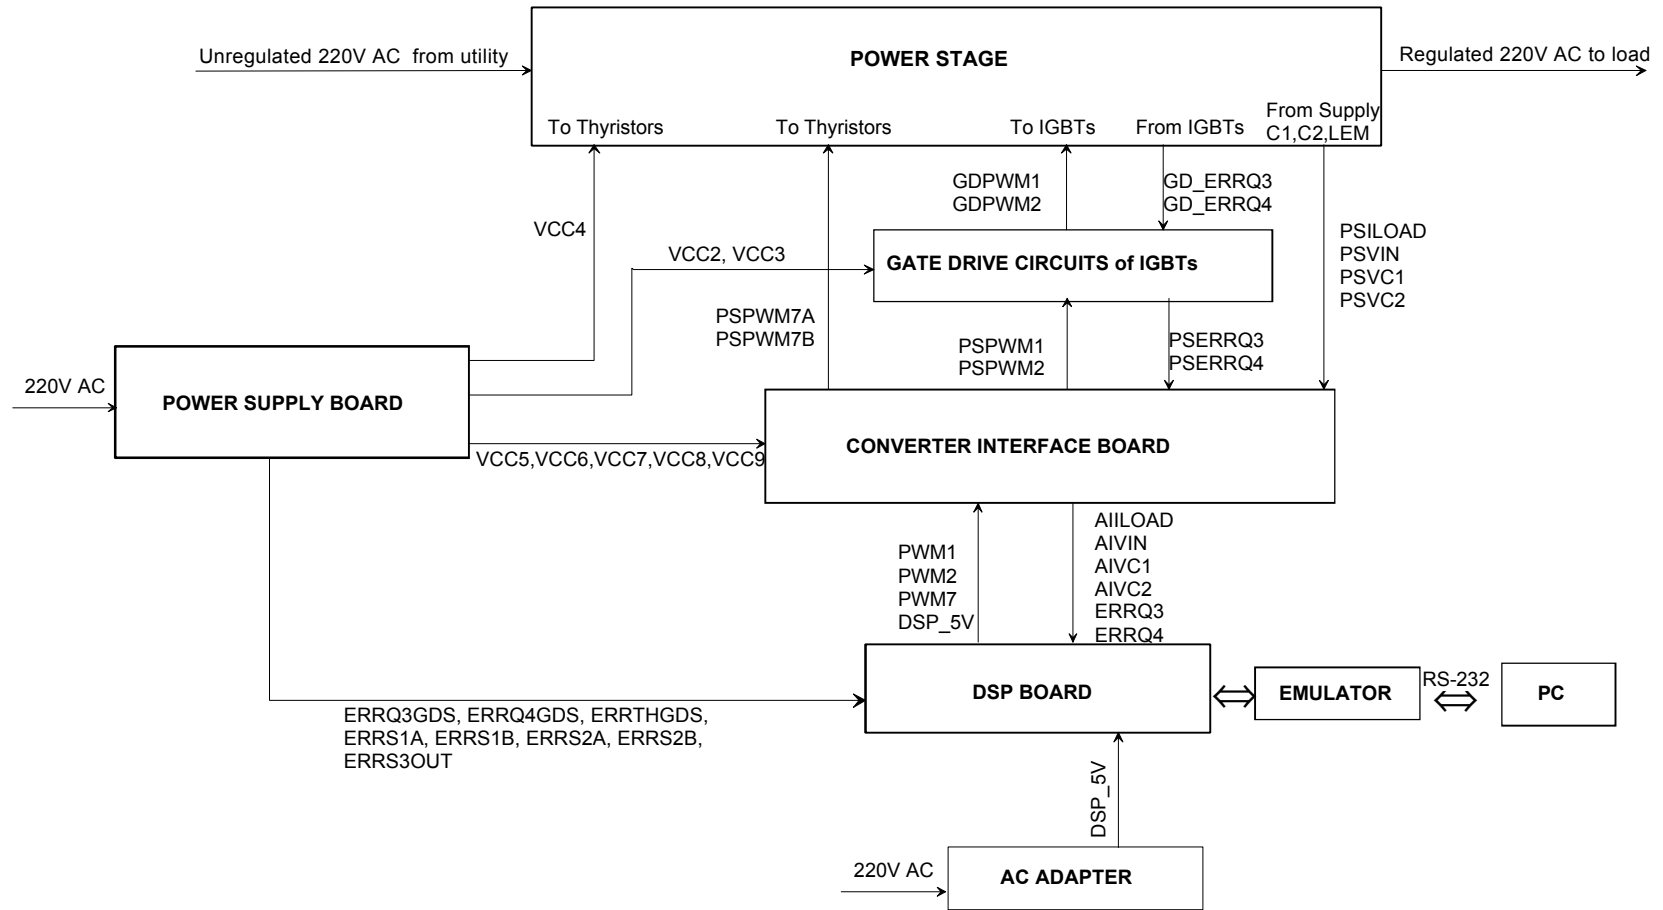 POWER STAGE
Unregulated 220V AC  from utility
Regulated 220V AC to load
To Thyristors
To Thyristors
To IGBTs
From IGBTs
From Supply
C1,C2,LEM
VCC4
GDPWM1
GDPWM2
GD_ERRQ3
GD_ERRQ4
PSILOAD
PSVIN
PSVC1
PSVC2
VCC2, VCC3
GATE DRIVE CIRCUITS of IGBTs
PSPWM7A
PSPWM7B
PSPWM1
PSPWM2
PSERRQ3
PSERRQ4
220V AC
POWER SUPPLY BOARD
VCC5,VCC6,VCC7,VCC8,VCC9
CONVERTER INTERFACE BOARD
PWM1
PWM2
PWM7
DSP_5V
AIILOAD
AIVIN
AIVC1
AIVC2
ERRQ3
ERRQ4
DSP BOARD
EMULATOR
RS-232
PC
ERRQ3GDS, ERRQ4GDS, ERRTHGDS,
ERRS1A, ERRS1B, ERRS2A, ERRS2B,
ERRS3OUT
DSP_5V
220V AC
AC ADAPTER